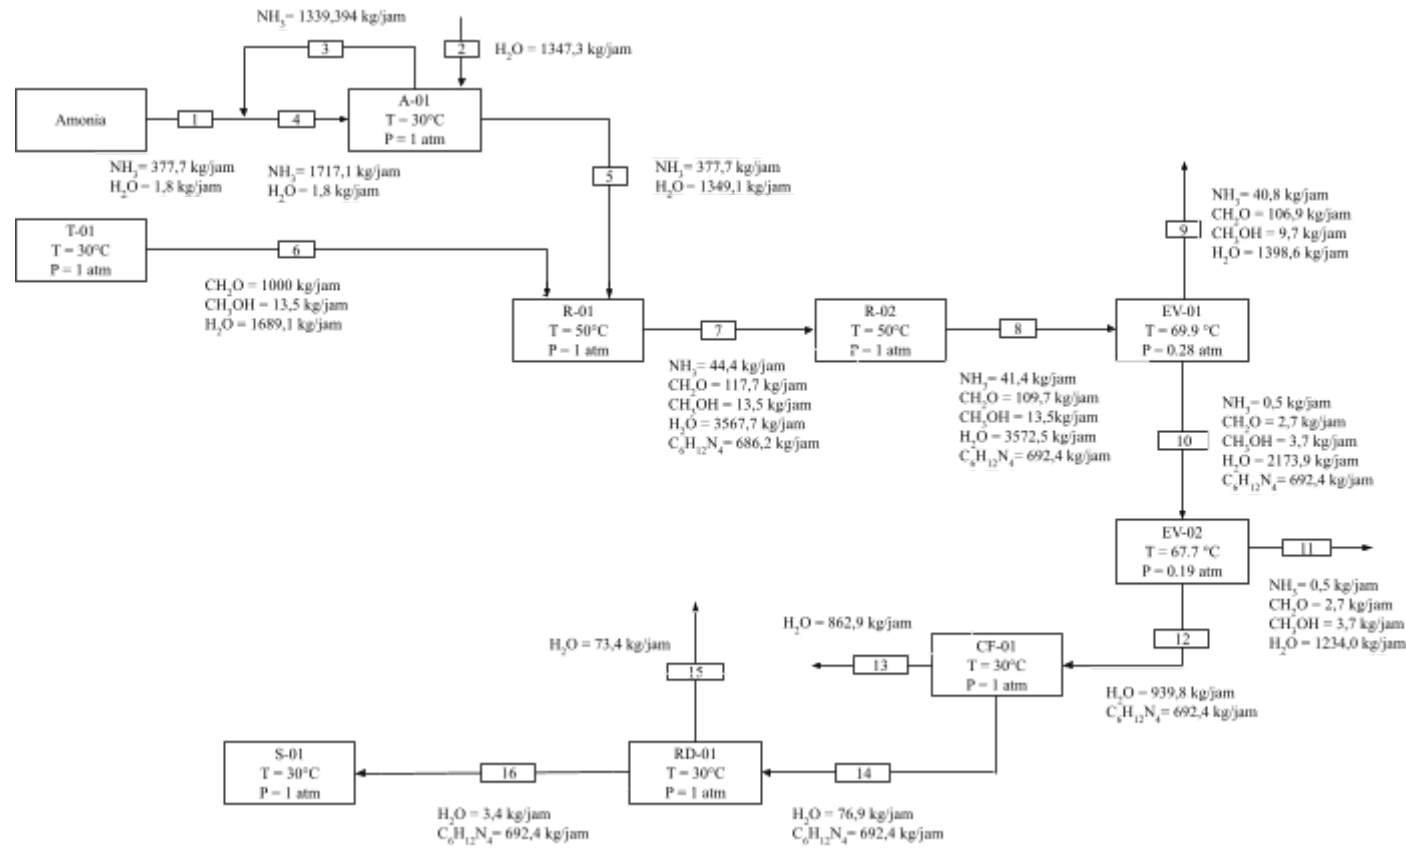 NH₃= 1339,394 kg/jam
3
2
H₂O = 1347,3 kg/jam
Amonia
1
4
A-01
T = 30°C
P = 1 atm
NH₃= 377,7 kg/jam
H₂O = 1,8 kg/jam
NH₃= 1717,1 kg/jam
H₂O = 1,8 kg/jam
5
NH₃= 377,7 kg/jam
H₂O = 1349,1 kg/jam
T-01
T = 30°C
P = 1 atm
6
CH₂O = 1000 kg/jam
CH₃OH = 13,5 kg/jam
H₂O = 1689,1 kg/jam
9
NH₃= 40,8 kg/jam
CH₂O = 106,9 kg/jam
CH₃OH = 9,7 kg/jam
H₂O = 1398,6 kg/jam
R-01
T = 50°C
P = 1 atm
7
NH₃= 44,4 kg/jam
CH₂O = 117,7 kg/jam
CH₃OH = 13,5 kg/jam
H₂O = 3567,7 kg/jam
C₆H₁₂N₄= 686,2 kg/jam
R-02
T = 50°C
P = 1 atm
8
NH₃= 41,4 kg/jam
CH₂O = 109,7 kg/jam
CH₃OH = 13,5kg/jam
H₂O = 3572,5 kg/jam
C₆H₁₂N₄= 692,4 kg/jam
EV-01
T = 69.9 °C
P = 0.28 atm
10
NH₃= 0,5 kg/jam
CH₂O = 2,7 kg/jam
CH₃OH = 3,7 kg/jam
H₂O = 2173,9 kg/jam
C₆H₁₂N₄= 692,4 kg/jam
EV-02
T = 67.7 °C
P = 0.19 atm
11
NH₃= 0,5 kg/jam
CH₂O = 2,7 kg/jam
CH₃OH = 3,7 kg/jam
H₂O = 1234,0 kg/jam
12
H₂O = 939,8 kg/jam
C₆H₁₂N₄= 692,4 kg/jam
H₂O = 862,9 kg/jam
13
CF-01
T = 30°C
P = 1 atm
H₂O = 73,4 kg/jam
15
S-01
T = 30°C
P = 1 atm
16
H₂O = 3,4 kg/jam
C₆H₁₂N₄= 692,4 kg/jam
RD-01
T = 30°C
P = 1 atm
14
H₂O = 76,9 kg/jam
C₆H₁₂N₄= 692,4 kg/jam